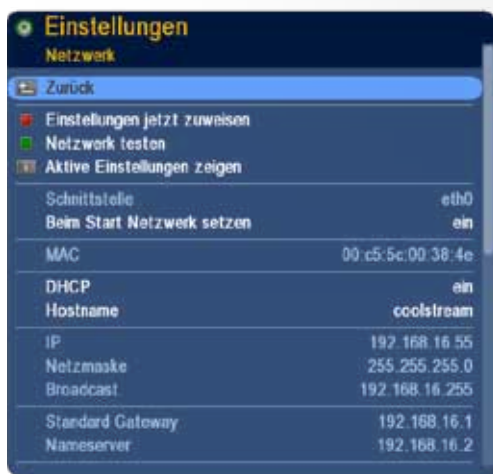 Einstellungen
Netzwerk
Zurück
Einstellungen jetzt zuweisen
Netzwerk testen
Aktive Einstellungen zeigen
Schnittstelle eth0
Beim Start Netzwerk setzen ein
MAC 00:c5:5c:00:38:4e
DHCP ein
Hostname coolstream
IP 192.168.16.55
Netzmaske 255.255.255.0
Broadcast 192.168.16.255
Standard Gateway 192.168.16.1
Nameserver 192.168.16.2